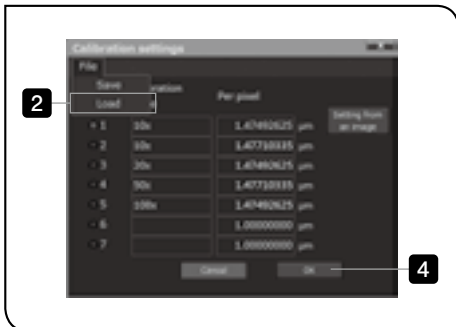 Calibration settings
File
Save
Load
Per pixel
Setting from
an image
1 10x 1.47492625 µm
2 10x 1.47710335 µm
3 20x 1.47492625 µm
4 50x 1.47710335 µm
5 100x 1.47492625 µm
6 1.00000000 µm
7 1.00000000 µm
Cancel OK
2
4